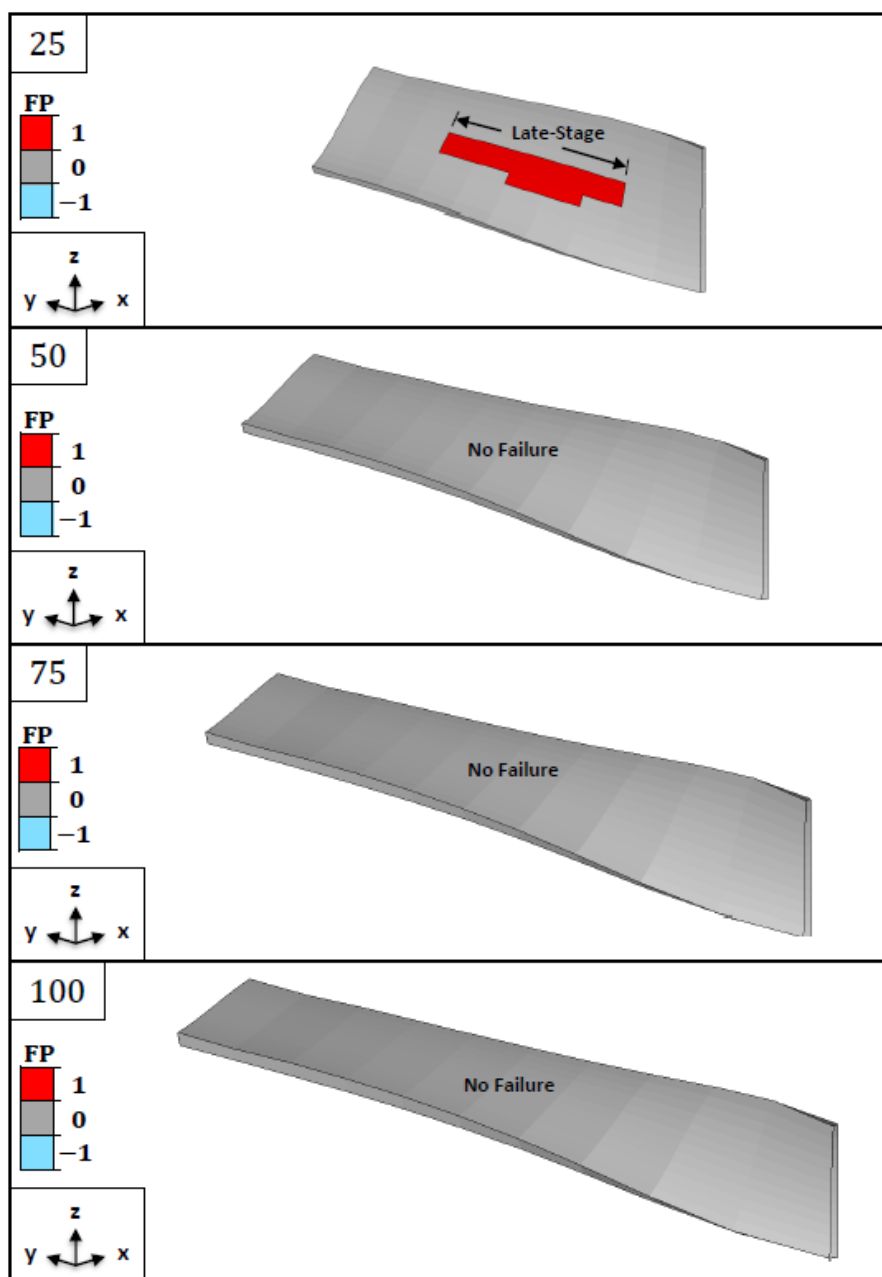 25
FP
1
0
−1
Late-Stage
z
y x
50
FP
1
0
−1
No Failure
z
y x
75
FP
1
0
−1
No Failure
z
y x
100
FP
1
0
−1
No Failure
z
y x